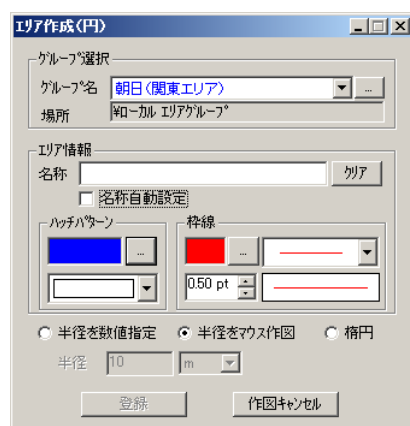 ｴﾘｱ作成(円)
ｸﾞﾙｰﾌﾟ選択
ｸﾞﾙｰﾌﾟ名 朝日(関東エリア) ...
場所 ¥ﾛｰｶﾙ ｴﾘｱｸﾞﾙｰﾌﾟ
ｴﾘｱ情報
名称 ｸﾘｱ
名称自動設定
ﾊｯﾁﾊﾟﾀｰﾝ 枠線
... ...
0.50 pt
半径を数値指定 半径をﾏｳｽ作図 楕円
半径 10 m
登録 作図ｷｬﾝｾﾙ